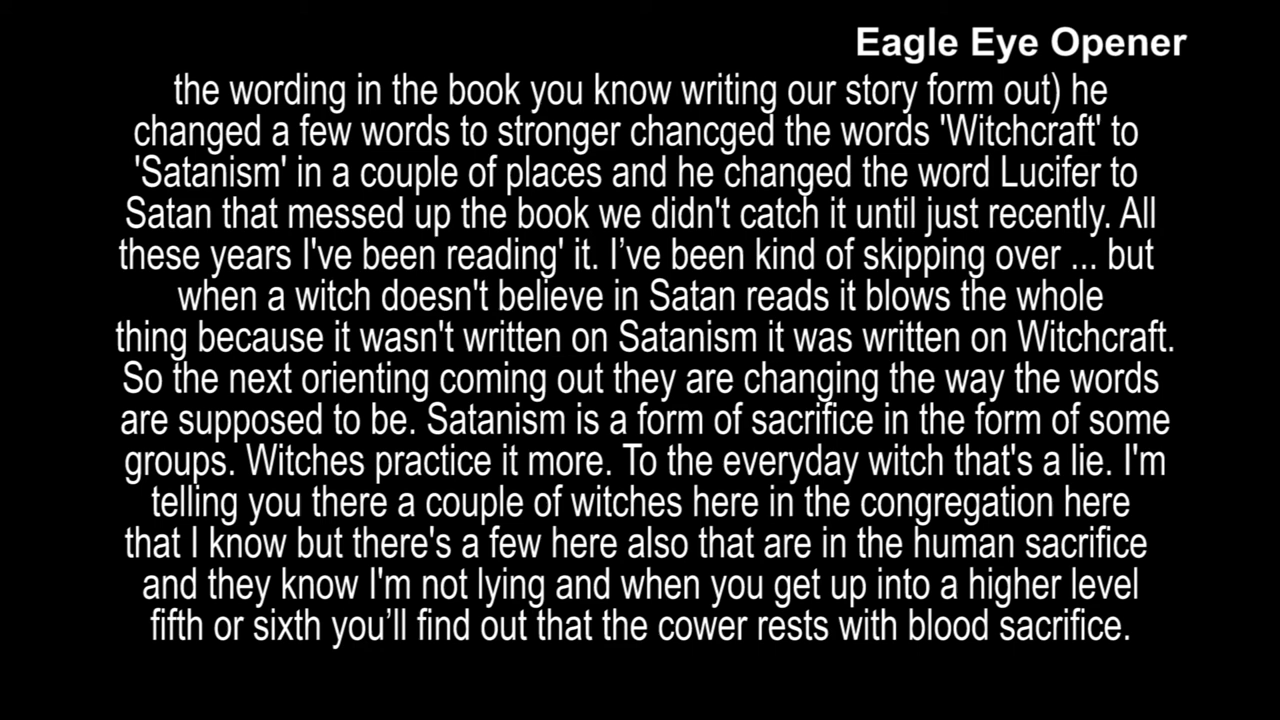 Eagle Eye Opener
the wording in the book you know writing our story form out) he
changed a few words to stronger chancged the words 'Witchcraft' to
'Satanism' in a couple of places and he changed the word Lucifer to
Satan that messed up the book we didn't catch it until just recently. All
these years I've been reading' it. I’ve been kind of skipping over ... but
when a witch doesn't believe in Satan reads it blows the whole
thing because it wasn't written on Satanism it was written on Witchcraft.
So the next orienting coming out they are changing the way the words
are supposed to be. Satanism is a form of sacrifice in the form of some
groups. Witches practice it more. To the everyday witch that's a lie. I'm
telling you there a couple of witches here in the congregation here
that I know but there's a few here also that are in the human sacrifice
and they know I'm not lying and when you get up into a higher level
fifth or sixth you’ll find out that the cower rests with blood sacrifice.